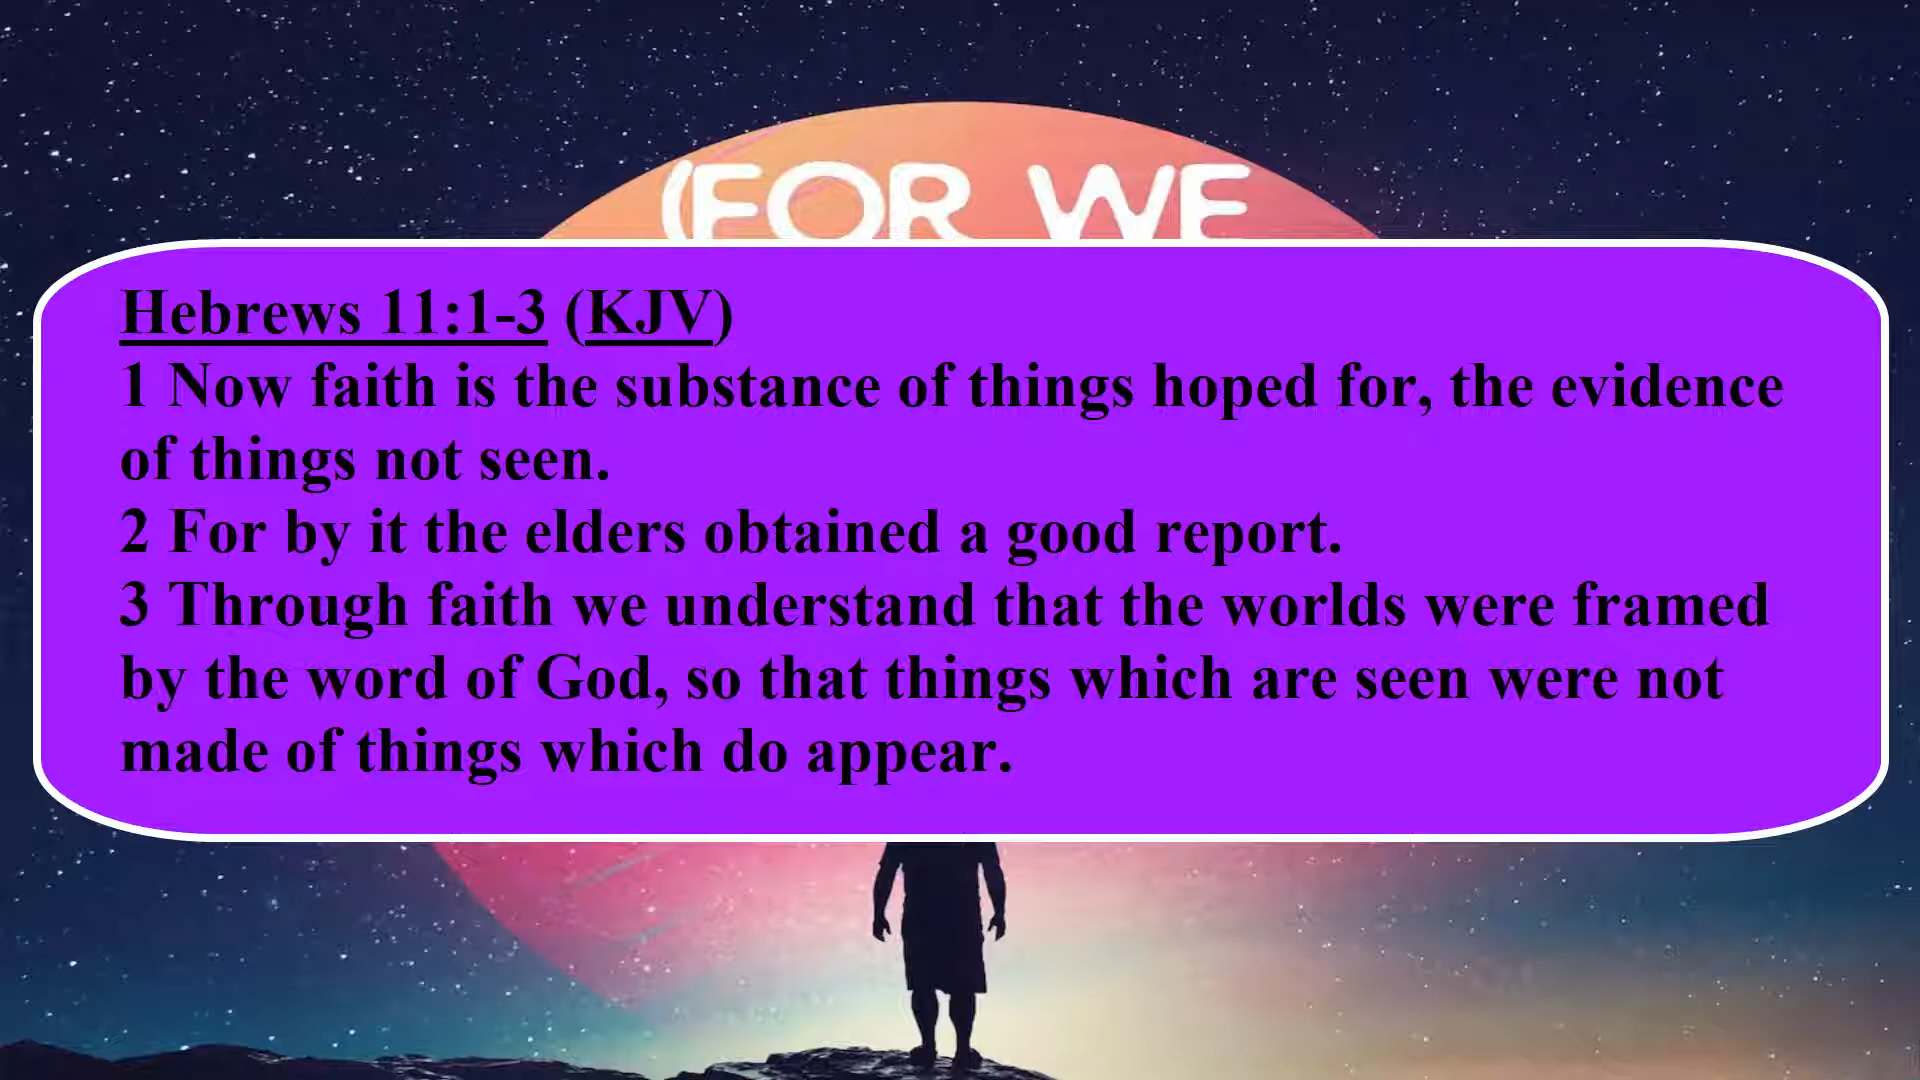 (FOR WE
Hebrews 11:1-3 (KJV)
1 Now faith is the substance of things hoped for, the evidence
of things not seen.
2 For by it the elders obtained a good report.
3 Through faith we understand that the worlds were framed
by the word of God, so that things which are seen were not
made of things which do appear.